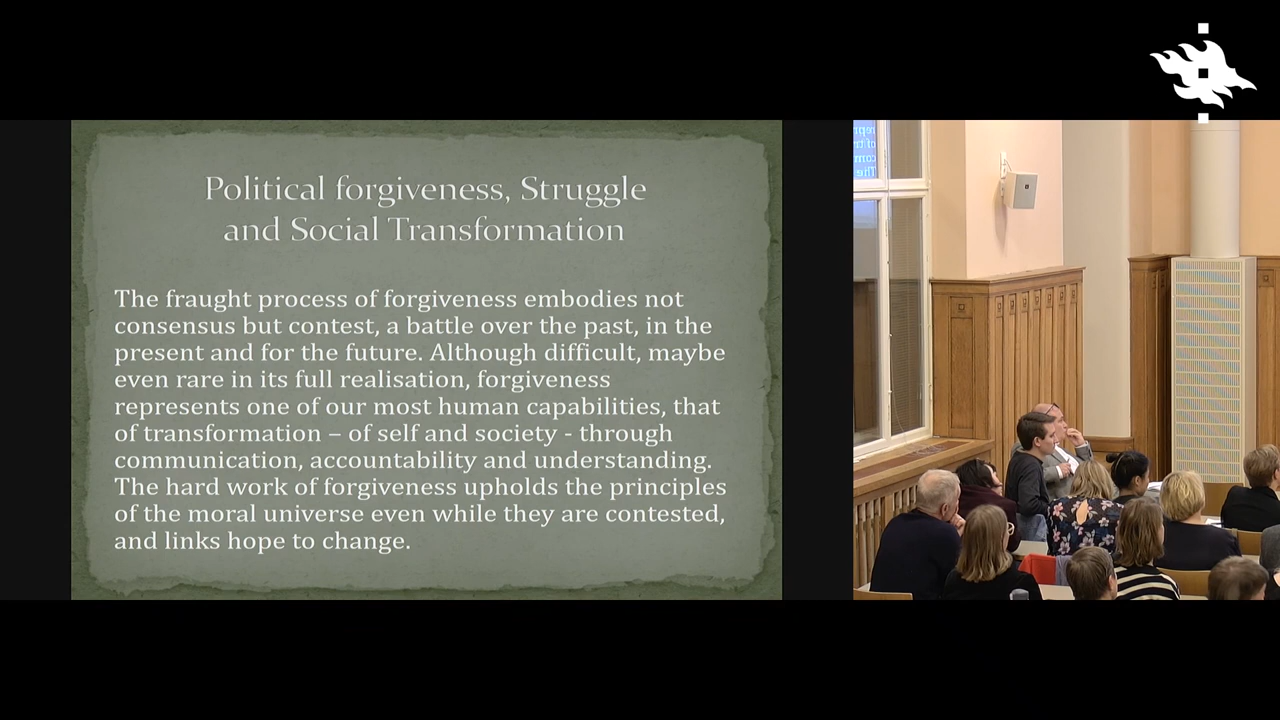 Political forgiveness, Struggle
and Social Transformation
The fraught process of forgiveness embodies not
consensus but contest, a battle over the past, in the
present and for the future. Although difficult, maybe
even rare in its full realisation, forgiveness
represents one of our most human capabilities, that
of transformation – of self and society - through
communication, accountability and understanding.
The hard work of forgiveness upholds the principles
of the moral universe even while they are contested,
and links hope to change.